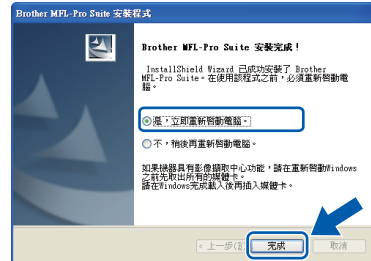 Brother MFL-Pro Suite 安裝程式
Brother MFL-Pro Suite 安裝完成！
InstallShield Wizard 已成功安裝了 Brother
MFL-Pro Suite。在使用該程式之前，必須重新啟動電
腦。
是，立即重新啟動電腦。
不，稍後再重新啟動電腦。
如果機器具有影像擷取中心功能，請在重新啟動Windows
之前先取出所有的媒體卡。
請在Windows完成載入後再插入媒體卡。
< 上一步(B)
完成
取消